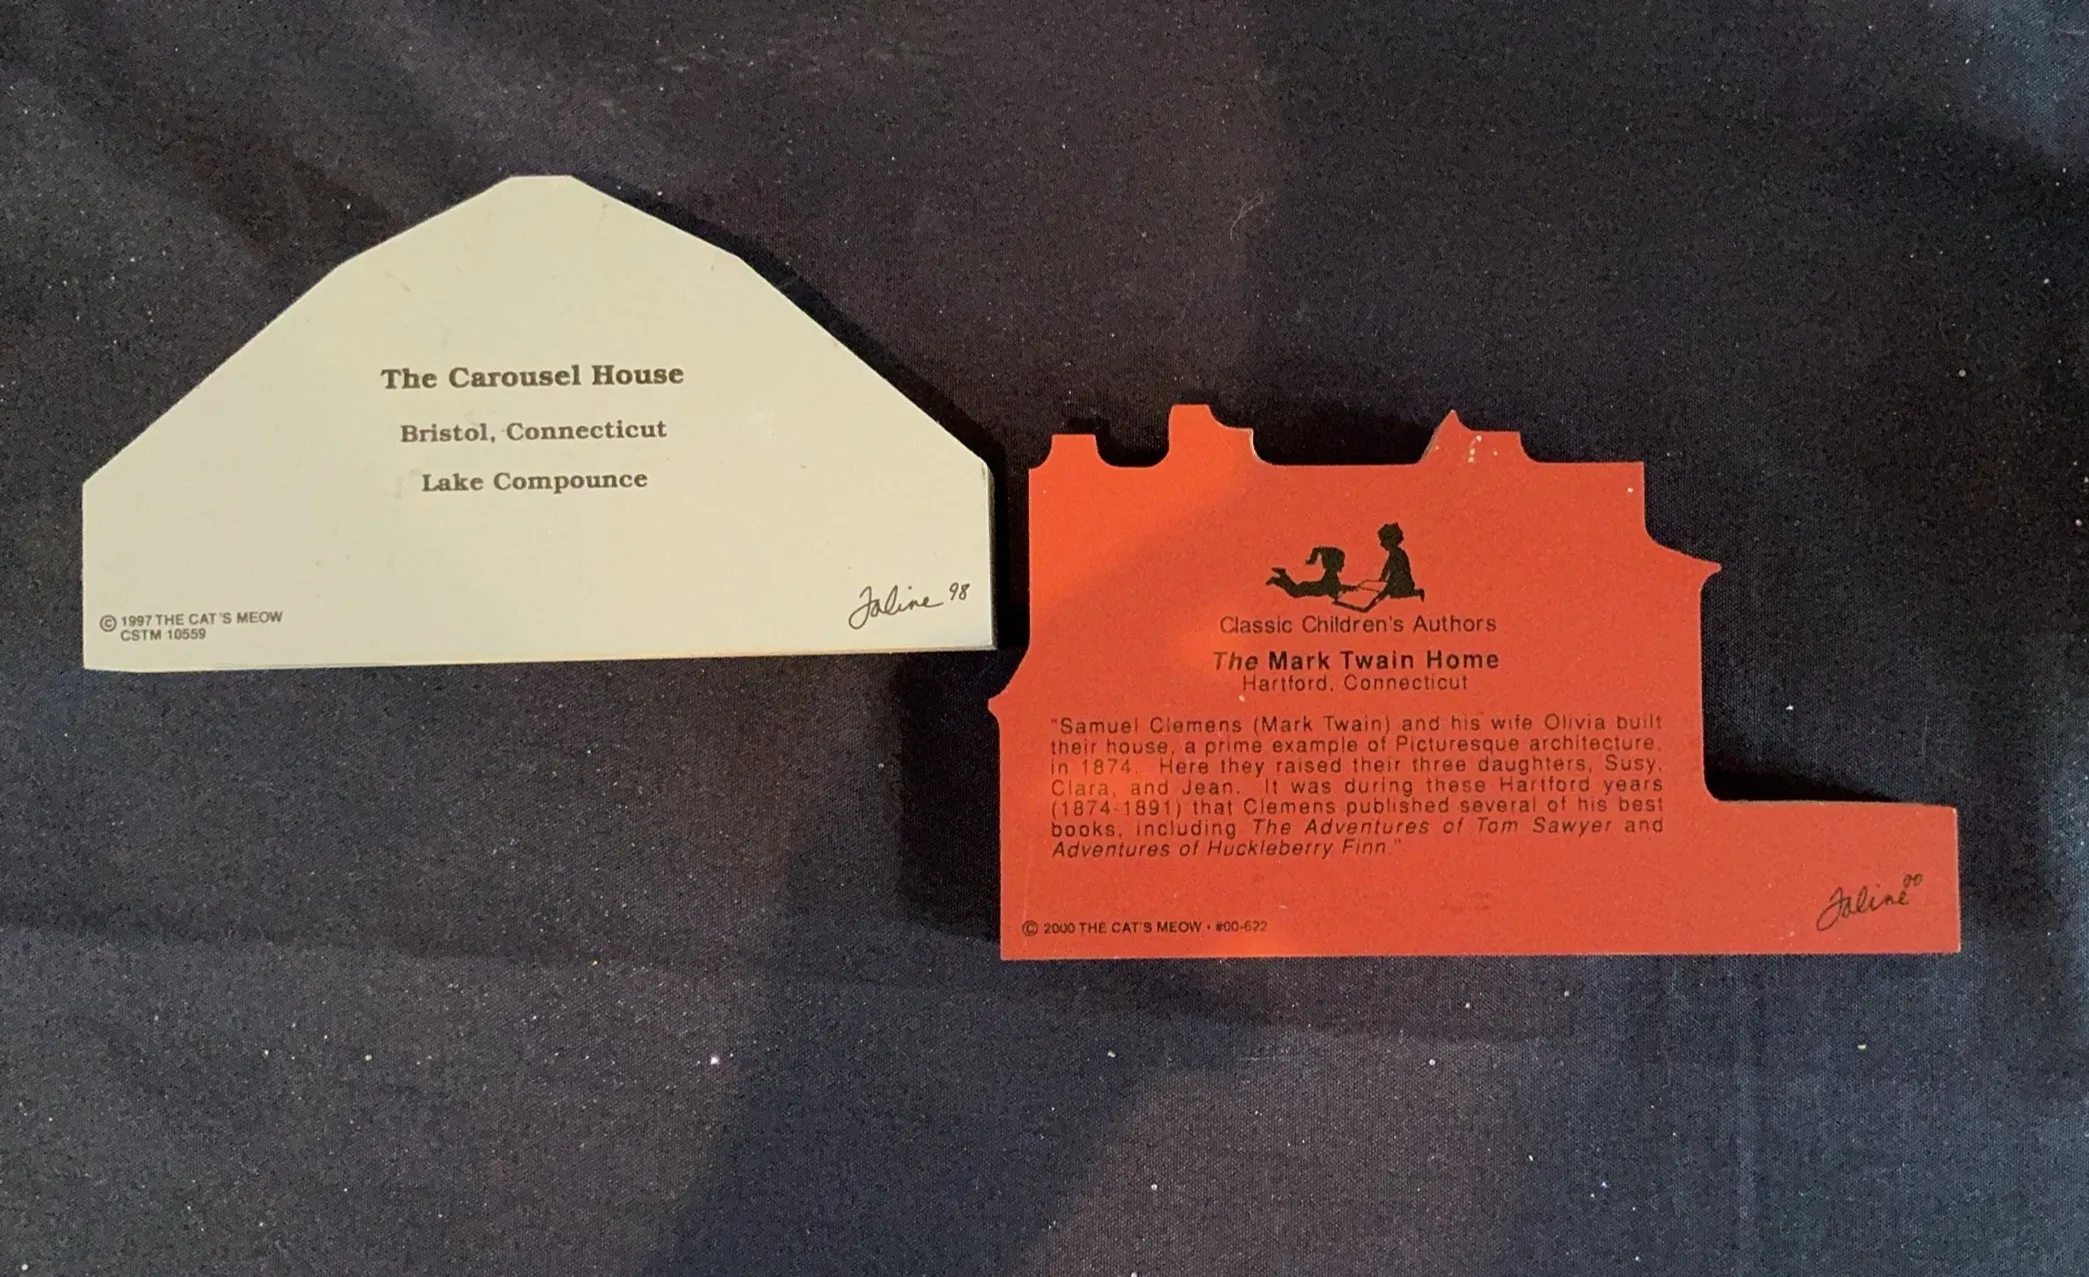 The Carousel House
Bristol, Connecticut
Lake Compounce
© 1997 THE CAT'S MEOW
CSTM 10559
Faline 98
Classic Children's Authors
The Mark Twain Home
Hartford, Connecticut
"Samuel Clemens (Mark Twain) and his wife Olivia built
their house, a prime example of Picturesque architecture,
in 1874. Here they raised their three daughters, Susy,
Clara, and Jean. It was during these Hartford years
(1874-1891) that Clemens published several of his best
books, including The Adventures of Tom Sawyer and
Adventures of Huckleberry Finn."
© 2000 THE CAT'S MEOW • #00-622
Faline 00